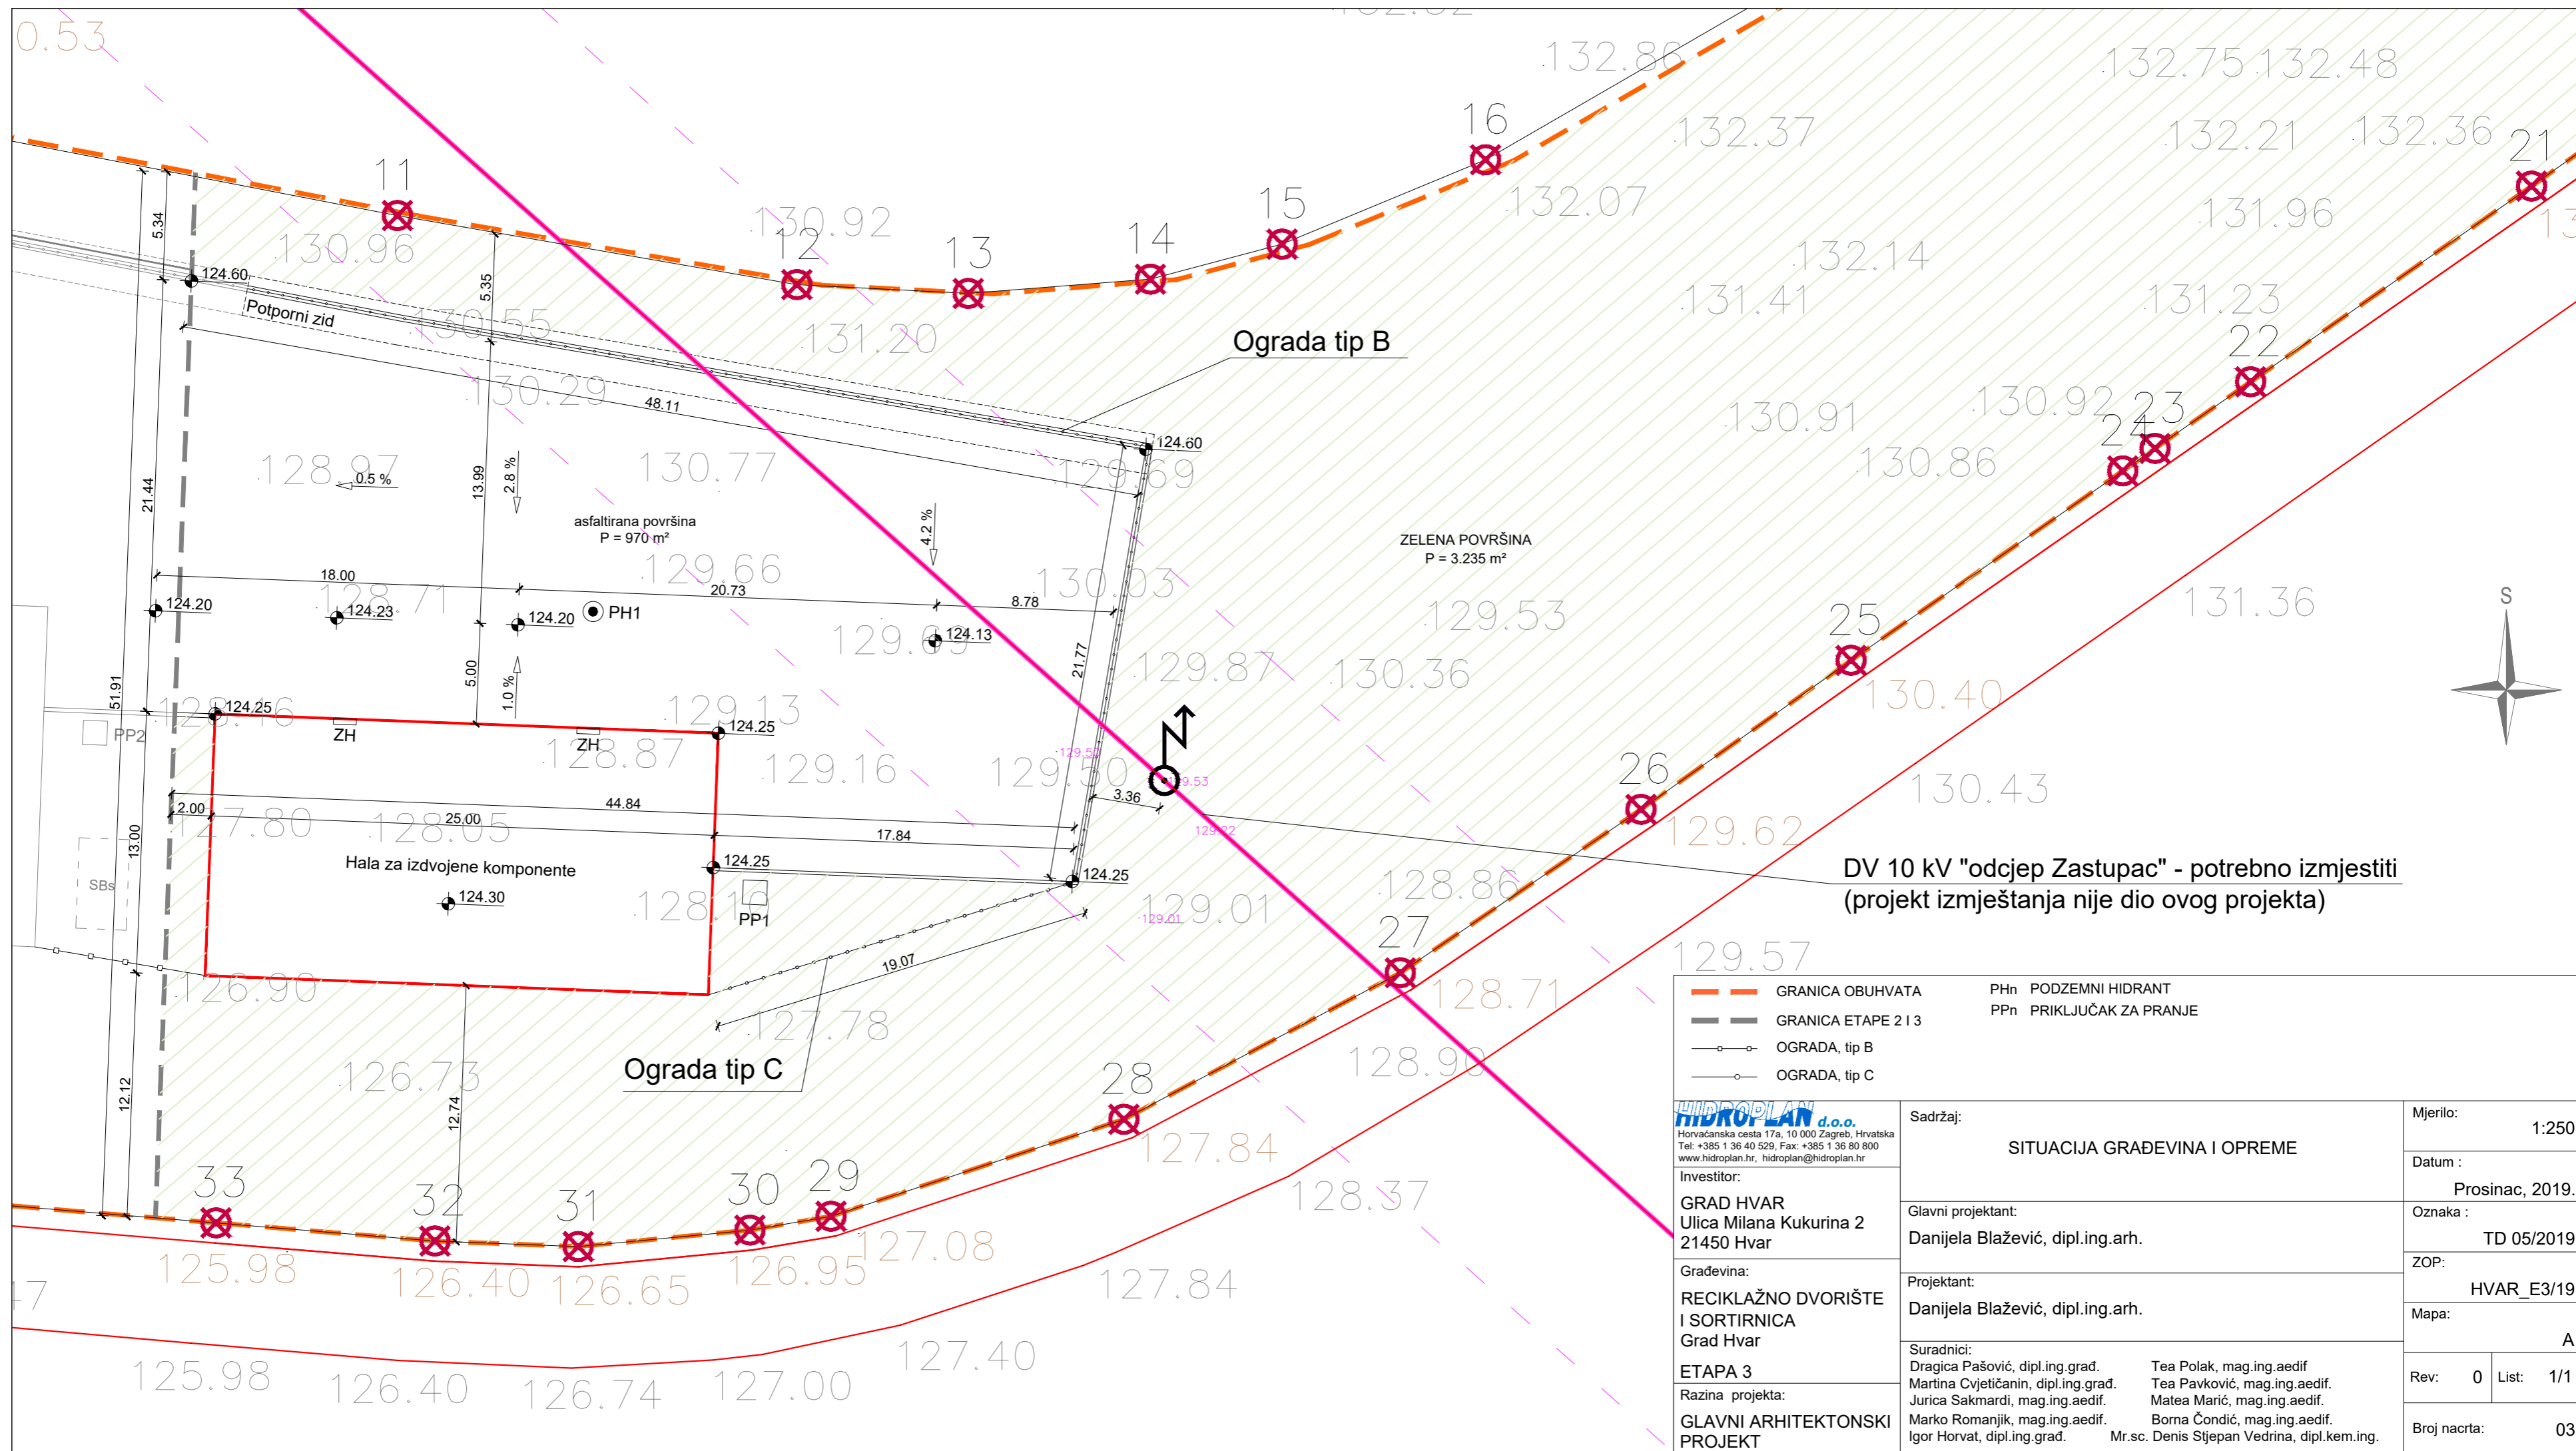 0.53
132.86
132.75
132.48
132.37
132.21
132.36
132.07
131.96
132.14
131.41
131.23
16
21
11
12
13
14
15
130.92
130.96
131.20
5.34
5.35
124.60
Potporni zid
130.55
Ograda tip B
130.29
48.11
22
130.91
130.92
23
24
130.86
124.60
129.69
128.97
0.5 %
130.77
13.99
2.8 %
21.44
asfaltirana površina
P = 970 m²
4.2 %
ZELENA POVRŠINA
P = 3.235 m²
129.66
18.00
20.73
130.03
8.78
128.71
124.20
124.23
124.20
PH1
124.13
129.69
129.53
25
131.36
S
5.00
1.0 %
21.77
129.87
130.36
130.40
51.91
128.16
124.25
129.13
124.25
PP2
ZH
ZH
128.87
129.16
129.52
129.50
129.53
26
130.43
3.36
2.00
44.84
127.80
25.00
128.05
17.84
129.22
129.62
13.00
Hala za izdvojene komponente
124.25
124.25
SBs
124.30
128.10
PP1
128.86
129.01
129.01
DV 10 kV "odcjep Zastupac" - potrebno izmjestiti
(projekt izmještanja nije dio ovog projekta)
27
129.57
19.07
126.90
128.71
127.78
126.73
Ograda tip C
128.90
12.12
12.74
28
127.84
33
32
31
30
29
128.37
125.98
126.40
126.65
126.95
127.08
127.84
47
125.98
126.40
126.74
127.00
127.40
GRANICA OBUHVATA
PHn PODZEMNI HIDRANT
GRANICA ETAPE 2 I 3
PPn PRIKLJUČAK ZA PRANJE
OGRADA, tip B
OGRADA, tip C
HIDROPLAN d.o.o.
Horvaćanska cesta 17a, 10 000 Zagreb, Hrvatska
Tel: +385 1 36 40 529, Fax: +385 1 36 80 800
www.hidroplan.hr, hidroplan@hidroplan.hr
Investitor:
GRAD HVAR
Ulica Milana Kukurina 2
21450 Hvar
Građevina:
RECIKLAŽNO DVORIŠTE
I SORTIRNICA
Grad Hvar
ETAPA 3
Razina projekta:
GLAVNI ARHITEKTONSKI
PROJEKT
Sadržaj:
SITUACIJA GRAĐEVINA I OPREME
Glavni projektant:
Danijela Blažević, dipl.ing.arh.
Projektant:
Danijela Blažević, dipl.ing.arh.
Suradnici:
Dragica Pašović, dipl.ing.građ. Tea Polak, mag.ing.aedif
Martina Cvjetičanin, dipl.ing.građ. Tea Pavković, mag.ing.aedif.
Jurica Sakmardi, mag.ing.aedif. Matea Marić, mag.ing.aedif.
Marko Romanjik, mag.ing.aedif. Borna Čondić, mag.ing.aedif.
Igor Horvat, dipl.ing.građ. Mr.sc. Denis Stjepan Vedrina, dipl.kem.ing.
Mjerilo:
1:250
Datum :
Prosinac, 2019.
Oznaka :
TD 05/2019
ZOP:
HVAR_E3/19
Mapa:
A
Rev: 0 List: 1/1
Broj nacrta: 03